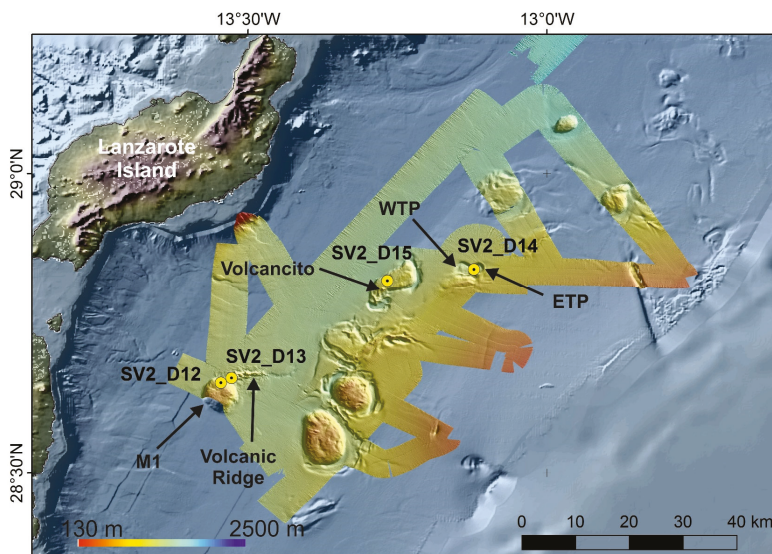 13°30'W
13°0'W
Lanzarote
Island
29°0'N
WTP
SV2_D15
SV2_D14
Volcancito
ETP
SV2_D13
SV2_D12
M1
Volcanic
Ridge
28°30'N
130 m
2500 m
0
10
20
30
40 km